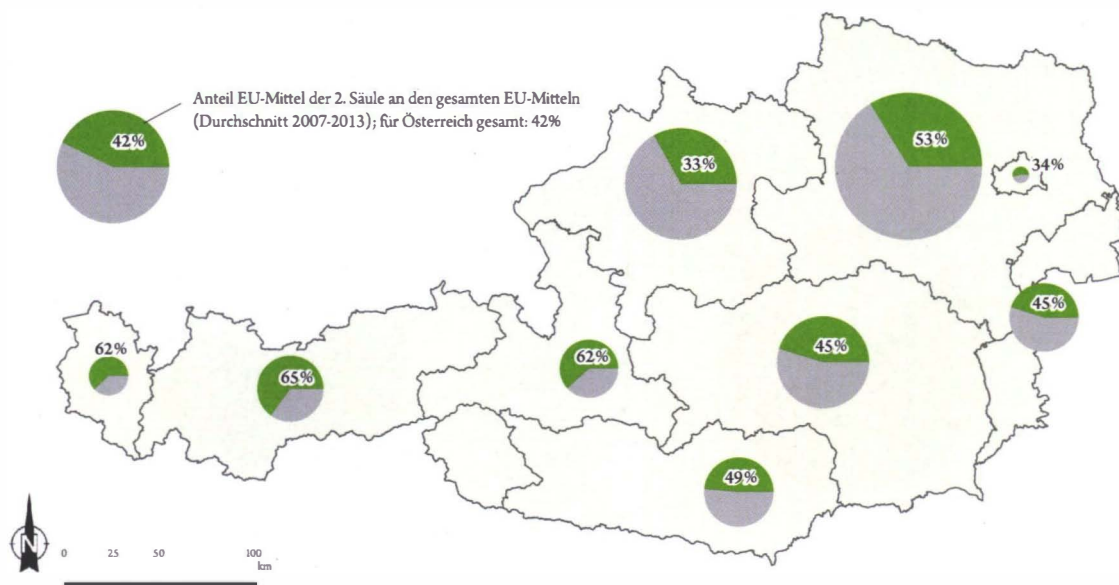 Anteil EU-Mittel der 2. Säule an den gesamten EU-Mitteln
(Durchschnitt 2007-2013); für Österreich gesamt: 42%
42%
33%
53%
34%
45%
62%
65%
62%
45%
49%
N
0 25 50 100
km